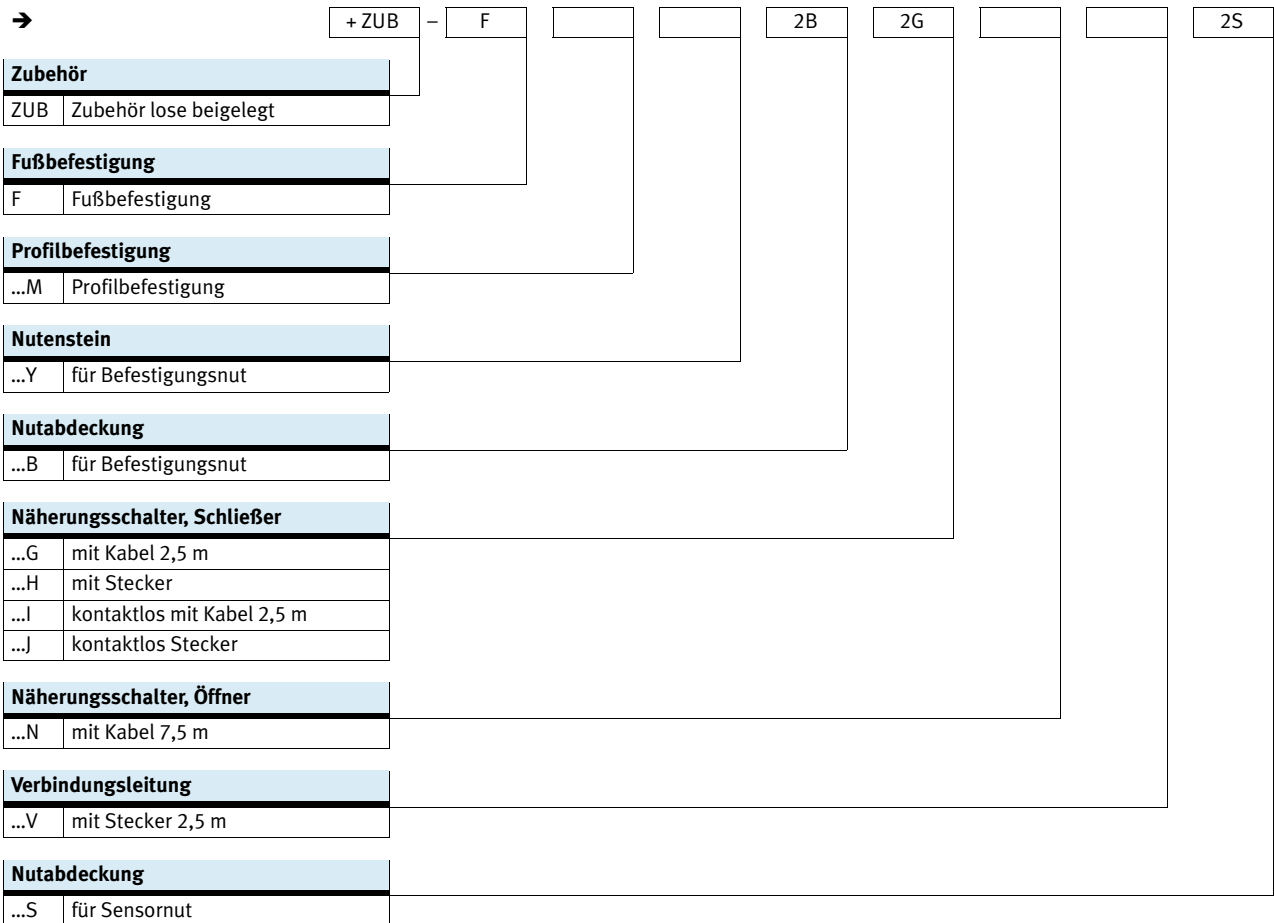 ➔ + ZUB – F 2B 2G 2S
Zubehör
ZUB Zubehör lose beigelegt
Fußbefestigung
F Fußbefestigung
Profilbefestigung
...M Profilbefestigung
Nutenstein
...Y für Befestigungsnut
Nutabdeckung
...B für Befestigungsnut
Näherungsschalter, Schließer
...G mit Kabel 2,5 m
...H mit Stecker
...I kontaktlos mit Kabel 2,5 m
...J kontaktlos Stecker
Näherungsschalter, Öffner
...N mit Kabel 7,5 m
Verbindungsleitung
...V mit Stecker 2,5 m
Nutabdeckung
...S für Sensornut